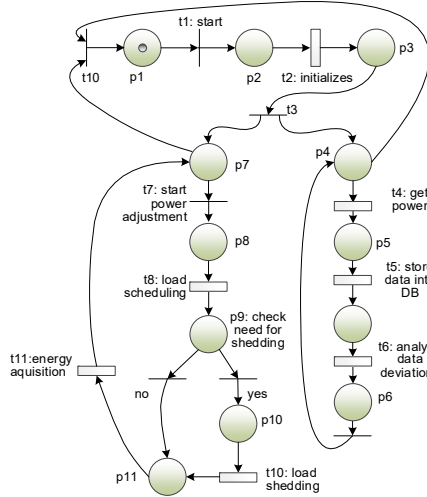 t1: start
t10
p1
p2
t2: initializes
p3
t3
p7
p4
t7: start
power
adjustment
t4: get
power
p8
p5
t8: load
scheduling
t5: store
data int
DB
p9: check
need for
shedding
t6: analy
data
deviation
t11:energy
aquisition
no
yes
p6
p10
p11
t10: load
shedding